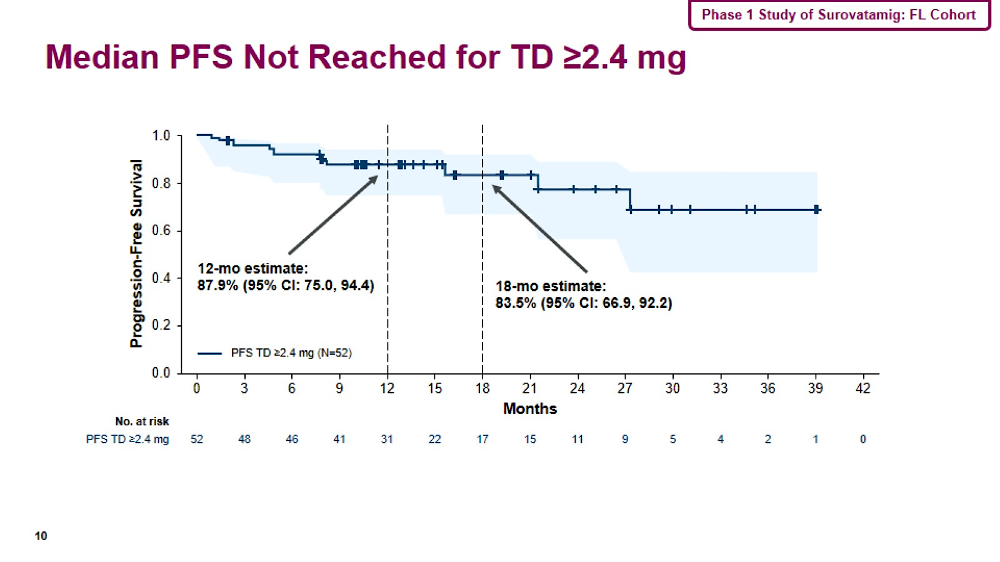 Phase 1 Study of Surovatamig: FL Cohort
Median PFS Not Reached for TD ≥2.4 mg
Progression-Free Survival
1.0
0.8
0.6
0.4
0.2
0.0
12-mo estimate:
87.9% (95% CI: 75.0, 94.4)
18-mo estimate:
83.5% (95% CI: 66.9, 92.2)
PFS TD ≥2.4 mg (N=52)
0 3 6 9 12 15 18 21 24 27 30 33 36 39 42
Months
No. at risk
PFS TD ≥2.4 mg 52 48 46 41 31 22 17 15 11 9 5 4 2 1 0
10